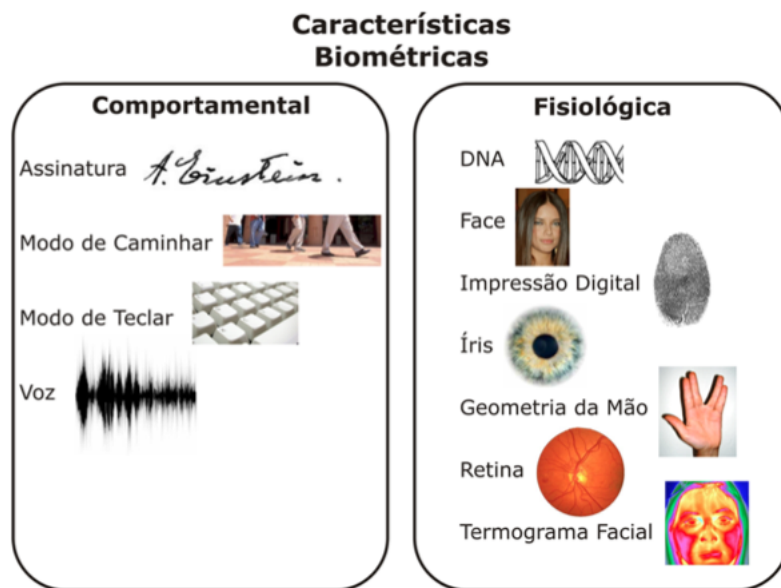 Características
Biométricas
Comportamental
Assinatura
A. Einstein.
Modo de Caminhar
Modo de Teclar
Voz
Fisiológica
DNA
Face
Impressão Digital
Íris
Geometria da Mão
Retina
Termograma Facial